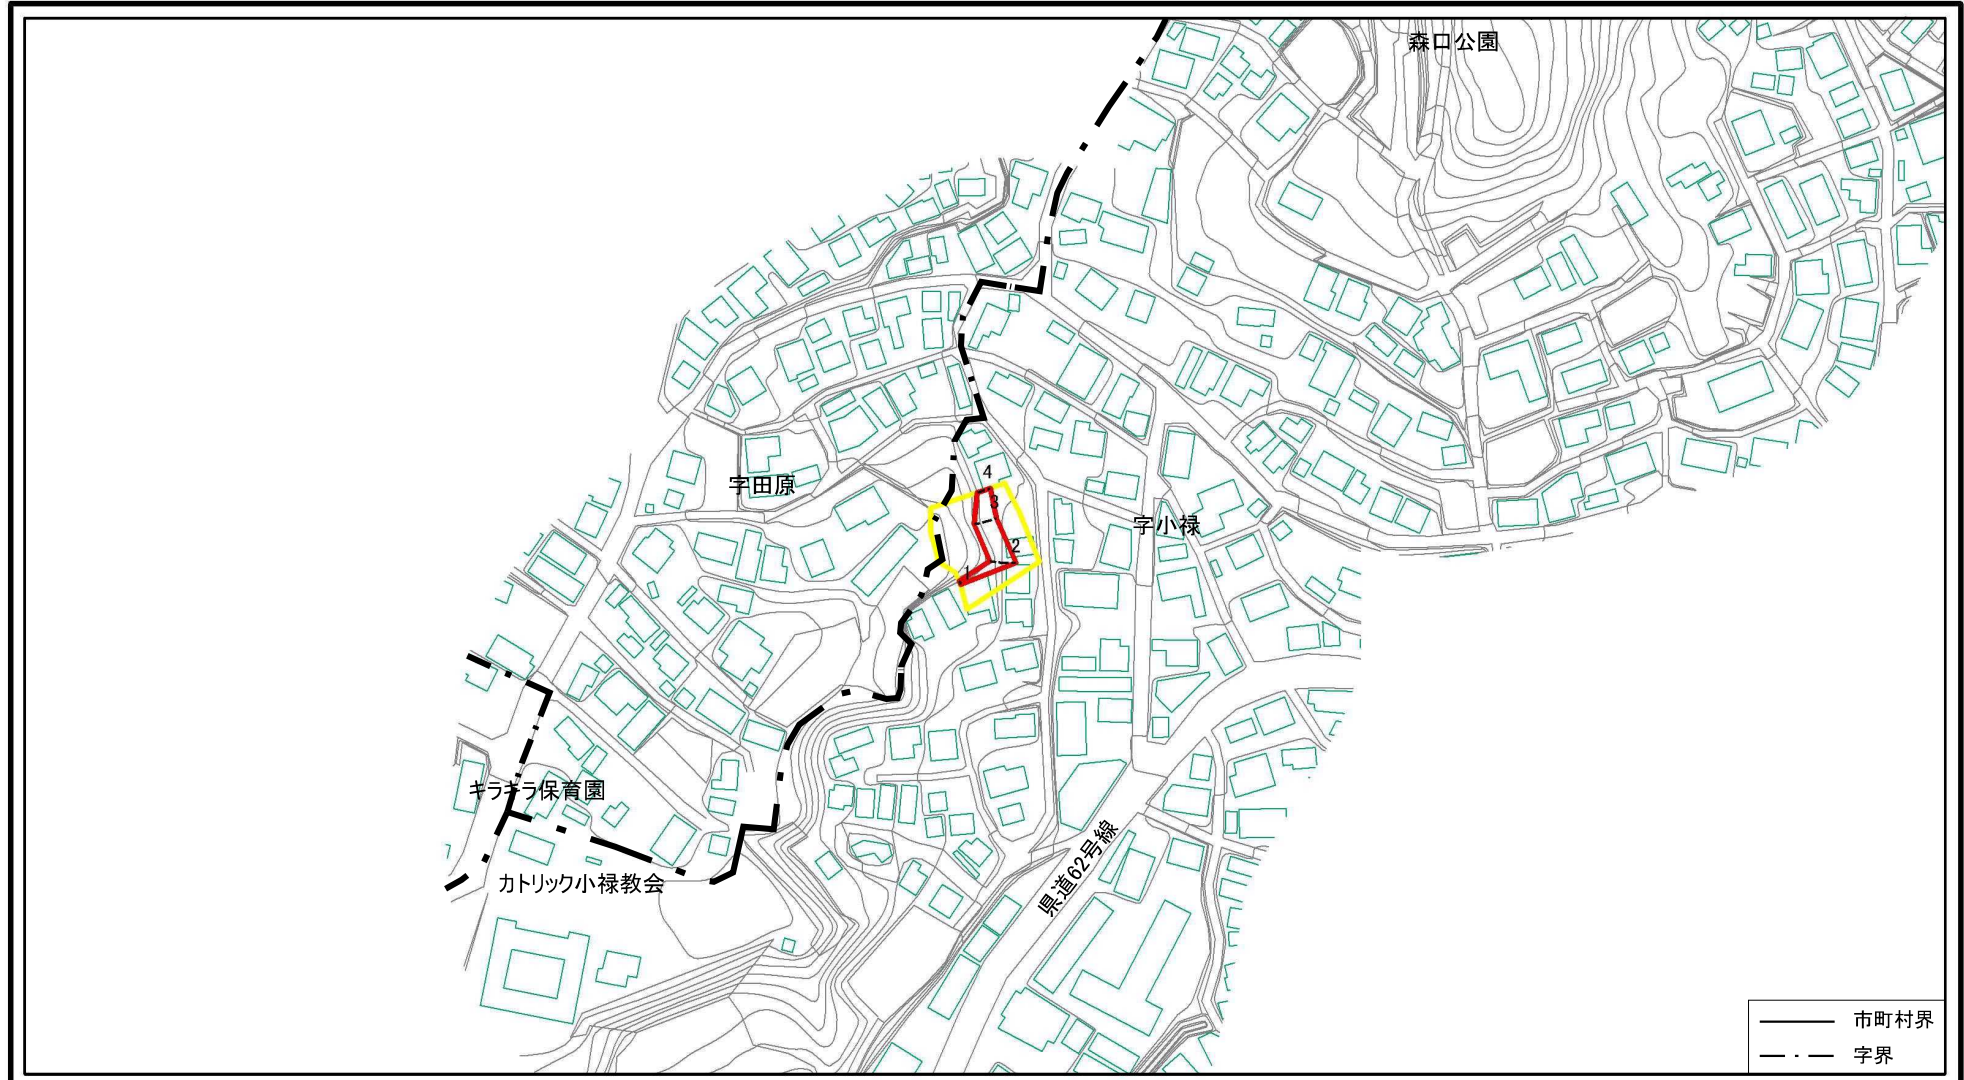 森口公園
4
3
字田原
字小禄
2
1
キラキラ保育園
県道62号線
カトリック小禄教会
市町村界
字界